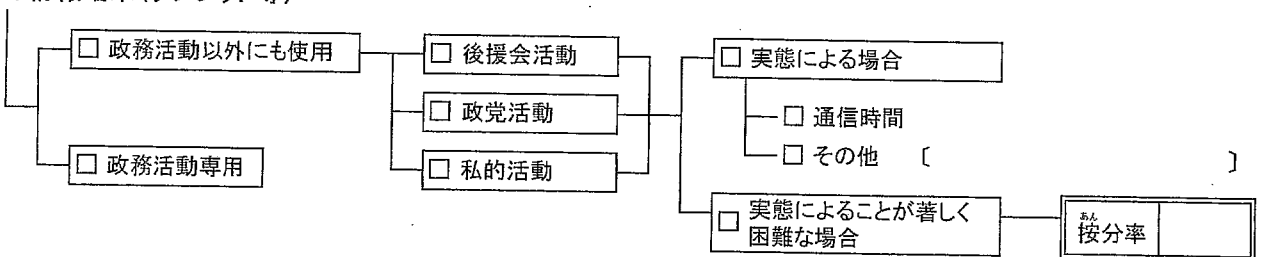 □ 政務活動以外にも使用
□ 後援会活動
□ 実態による場合
□ 政党活動
□ 通信時間
□ その他 〔 〕
□ 政務活動専用
□ 私的活動
□ 実態によることが著しく
困難な場合
あん
按分率